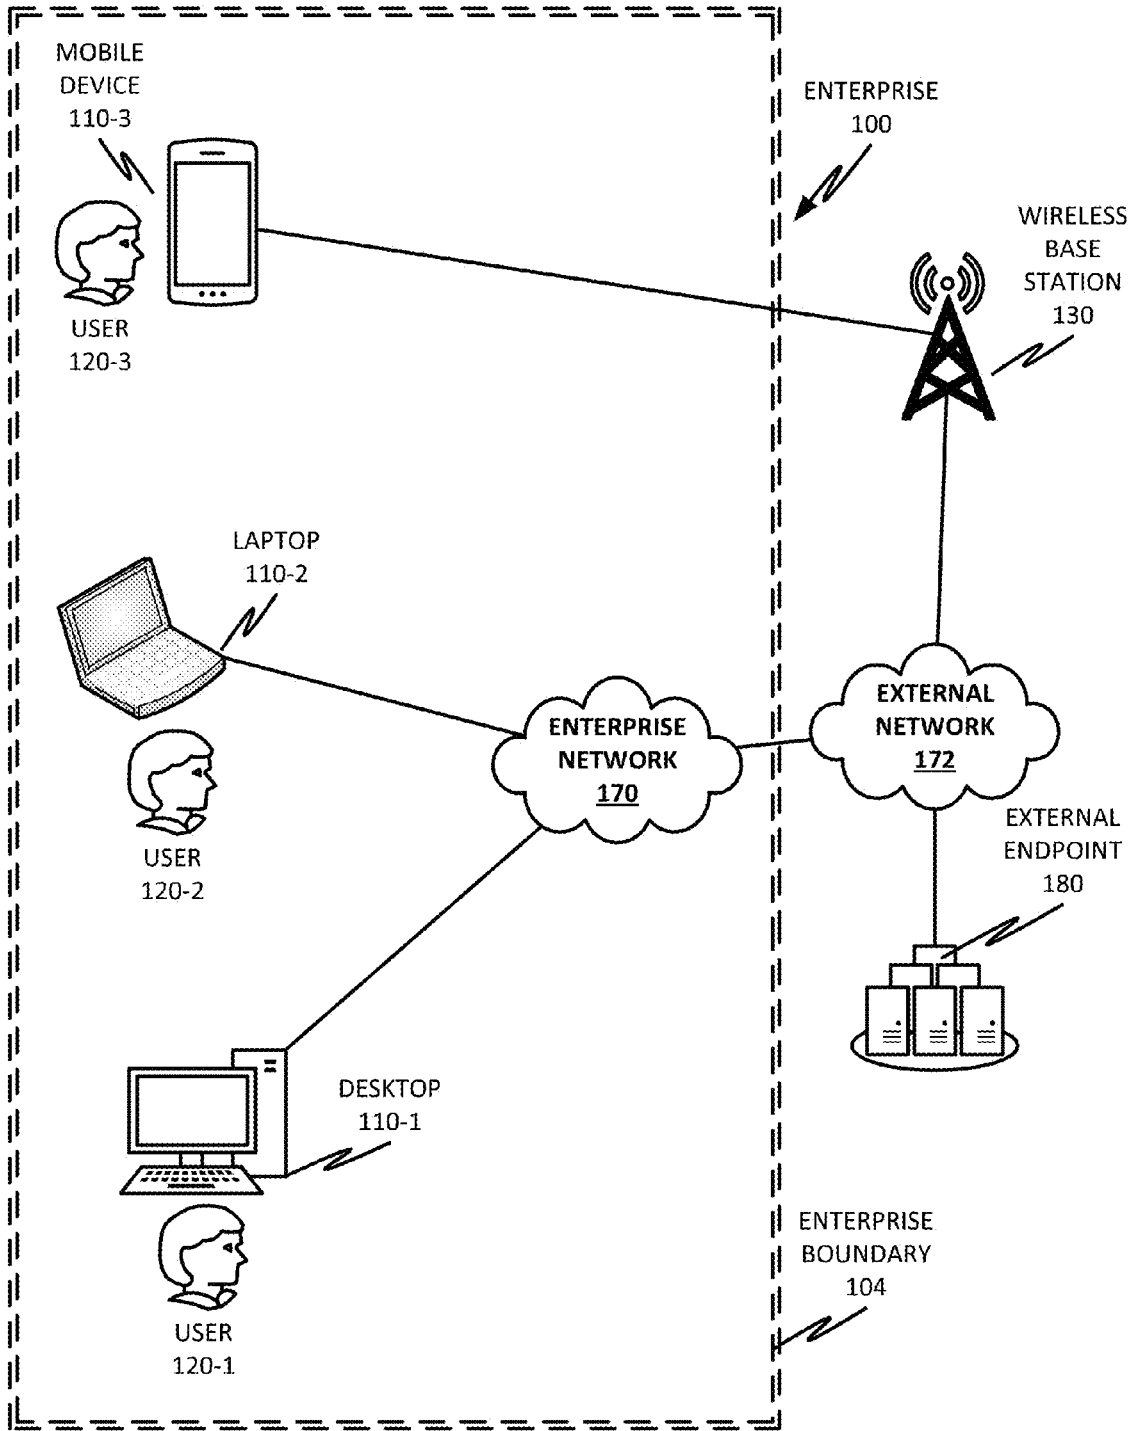 MOBILE
DEVICE
110-3
ENTERPRISE
100
WIRELESS
BASE
STATION
130
USER
120-3
LAPTOP
110-2
ENTERPRISE
NETWORK
170
EXTERNAL
NETWORK
172
EXTERNAL
ENDPOINT
180
USER
120-2
DESKTOP
110-1
ENTERPRISE
BOUNDARY
104
USER
120-1